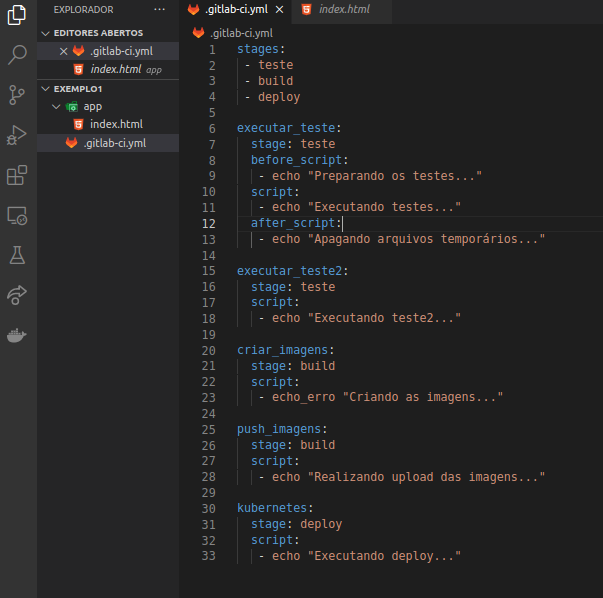 EXPLORADOR ...
EDITORES ABERTOS
.gitlab-ci.yml
index.html app
EXEMPLO1
app
index.html
.gitlab-ci.yml
.gitlab-ci.yml index.html
.gitlab-ci.yml
1 stages:
2 - teste
3 - build
4 - deploy
5
6 executar_teste:
7 stage: teste
8 before_script:
9 - echo "Preparando os testes..."
10 script:
11 - echo "Executando testes..."
12 after_script:
13 - echo "Apagando arquivos temporários..."
14
15 executar_teste2:
16 stage: teste
17 script:
18 - echo "Executando teste2..."
19
20 criar_imagens:
21 stage: build
22 script:
23 - echo_erro "Criando as imagens..."
24
25 push_imagens:
26 stage: build
27 script:
28 - echo "Realizando upload das imagens..."
29
30 kubernetes:
31 stage: deploy
32 script:
33 - echo "Executando deploy..."